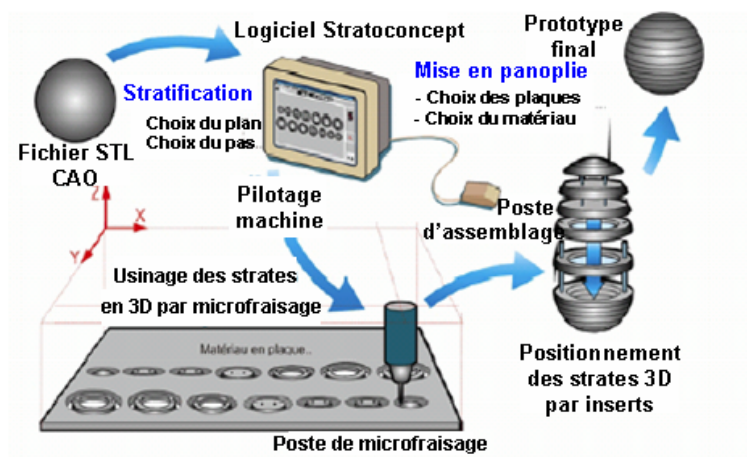 Logiciel Stratoconcept
Prototype
final
Stratification
Mise en panoplie
- Choix des plaques
- Choix du matériau
Choix du plan
Choix du pas
Fichier STL
CAO
Pilotage
machine
Z
X
Y
Poste
d'assemblage
Usinage des strates
en 3D par microfraisage
Matériau en plaque..
Positionnement
des strates 3D
par inserts
Poste de microfraisage